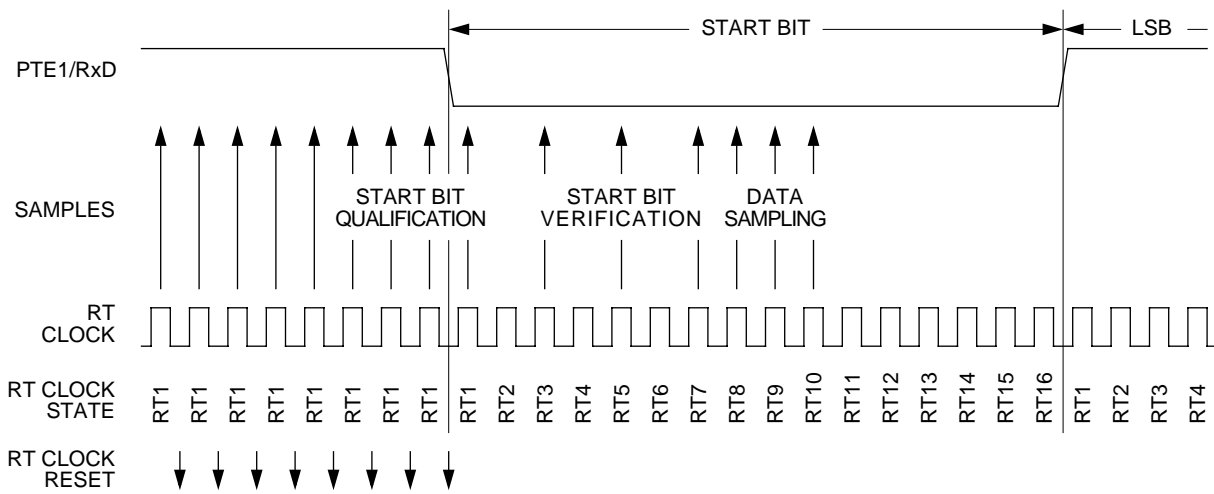 START BIT
LSB
PTE1/RxD
SAMPLES
START BIT
QUALIFICATION
START BIT
VERIFICATION
DATA
SAMPLING
RT
CLOCK
RT CLOCK
STATE
RT1 RT1 RT1 RT1 RT1 RT1 RT1 RT1 RT1 RT2 RT3 RT4 RT5 RT6 RT7 RT8 RT9 RT10 RT11 RT12 RT13 RT14 RT15 RT16 RT1 RT2 RT3 RT4
RT CLOCK
RESET